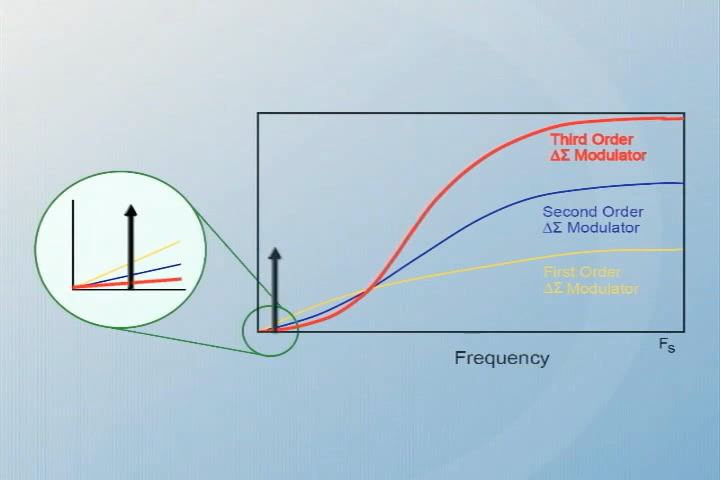 Third Order
ΔΣ Modulator
Second Order
ΔΣ Modulator
First Order
ΔΣ Modulator
Fs
Frequency